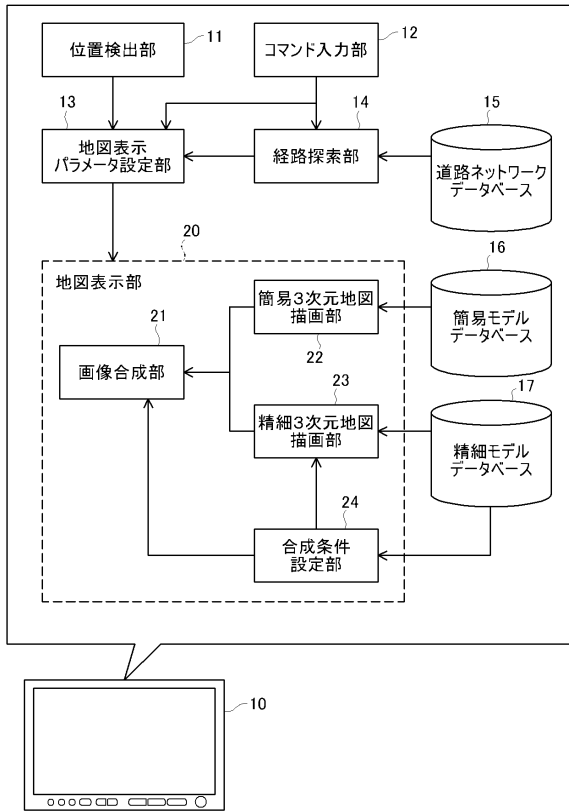 位置検出部
11
コマンド入力部
12
13
地図表示
パラメータ設定部
14
経路探索部
15
道路ネットワーク
データベース
20
地図表示部
16
簡易モデル
データベース
簡易3次元地図
描画部
22
21
画像合成部
17
精細モデル
データベース
23
精細3次元地図
描画部
24
合成条件
設定部
10